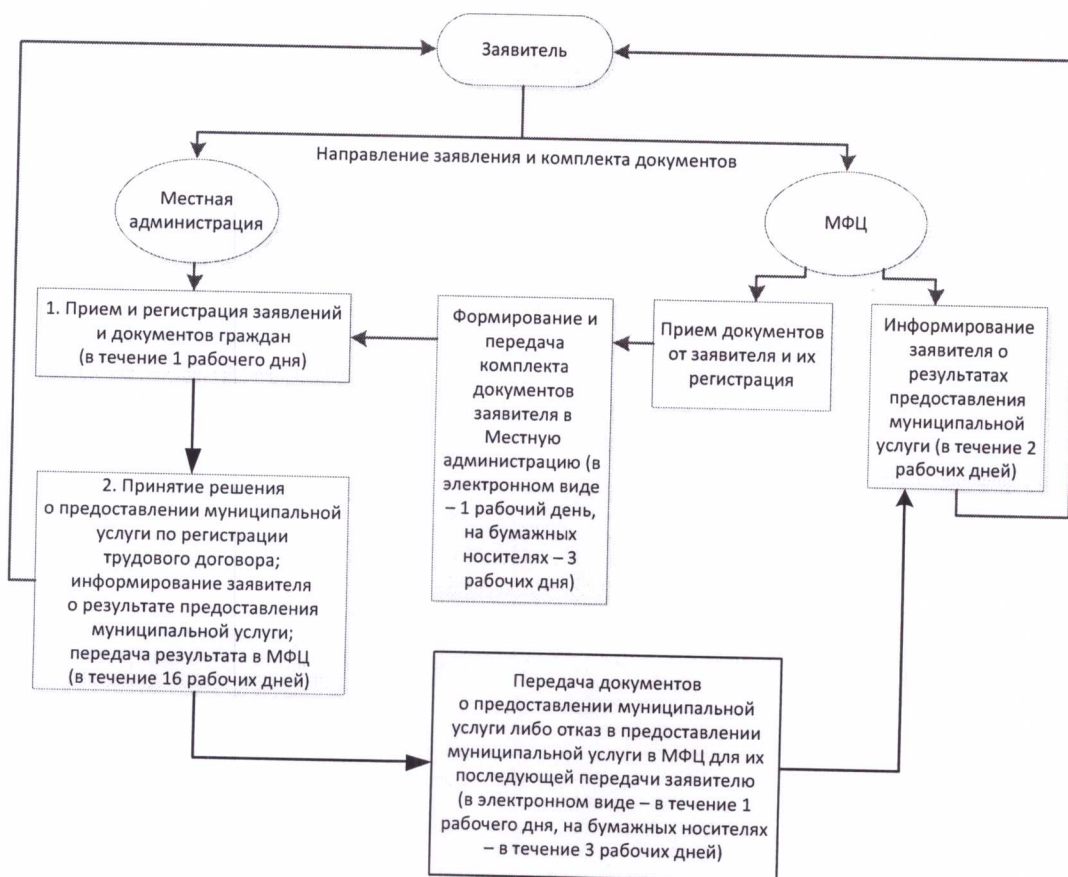 Заявитель
Направление заявления и комплекта документов
Местная
администрация
МФЦ
1. Прием и регистрация заявлений
и документов граждан
(в течение 1 рабочего дня)
Формирование и
передача
комплекта
документов
заявителя в
Местную
администрацию (в
электронном виде
– 1 рабочий день,
на бумажных
носителях – 3
рабочих дня)
Прием документов
от заявителя и их
регистрация
Информирование
заявителя о
результатах
предоставления
муниципальной
услуги (в течение 2
рабочих дней)
2. Принятие решения
о предоставлении муниципальной
услуги по регистрации
трудового договора;
информирование заявителя
о результате предоставления
муниципальной услуги;
передача результата в МФЦ
(в течение 16 рабочих дней)
Передача документов
о предоставлении муниципальной
услуги либо отказ в предоставлении
муниципальной услуги в МФЦ для их
последующей передачи заявителю
(в электронном виде – в течение 1
рабочего дня, на бумажных носителях
– в течение 3 рабочих дней)